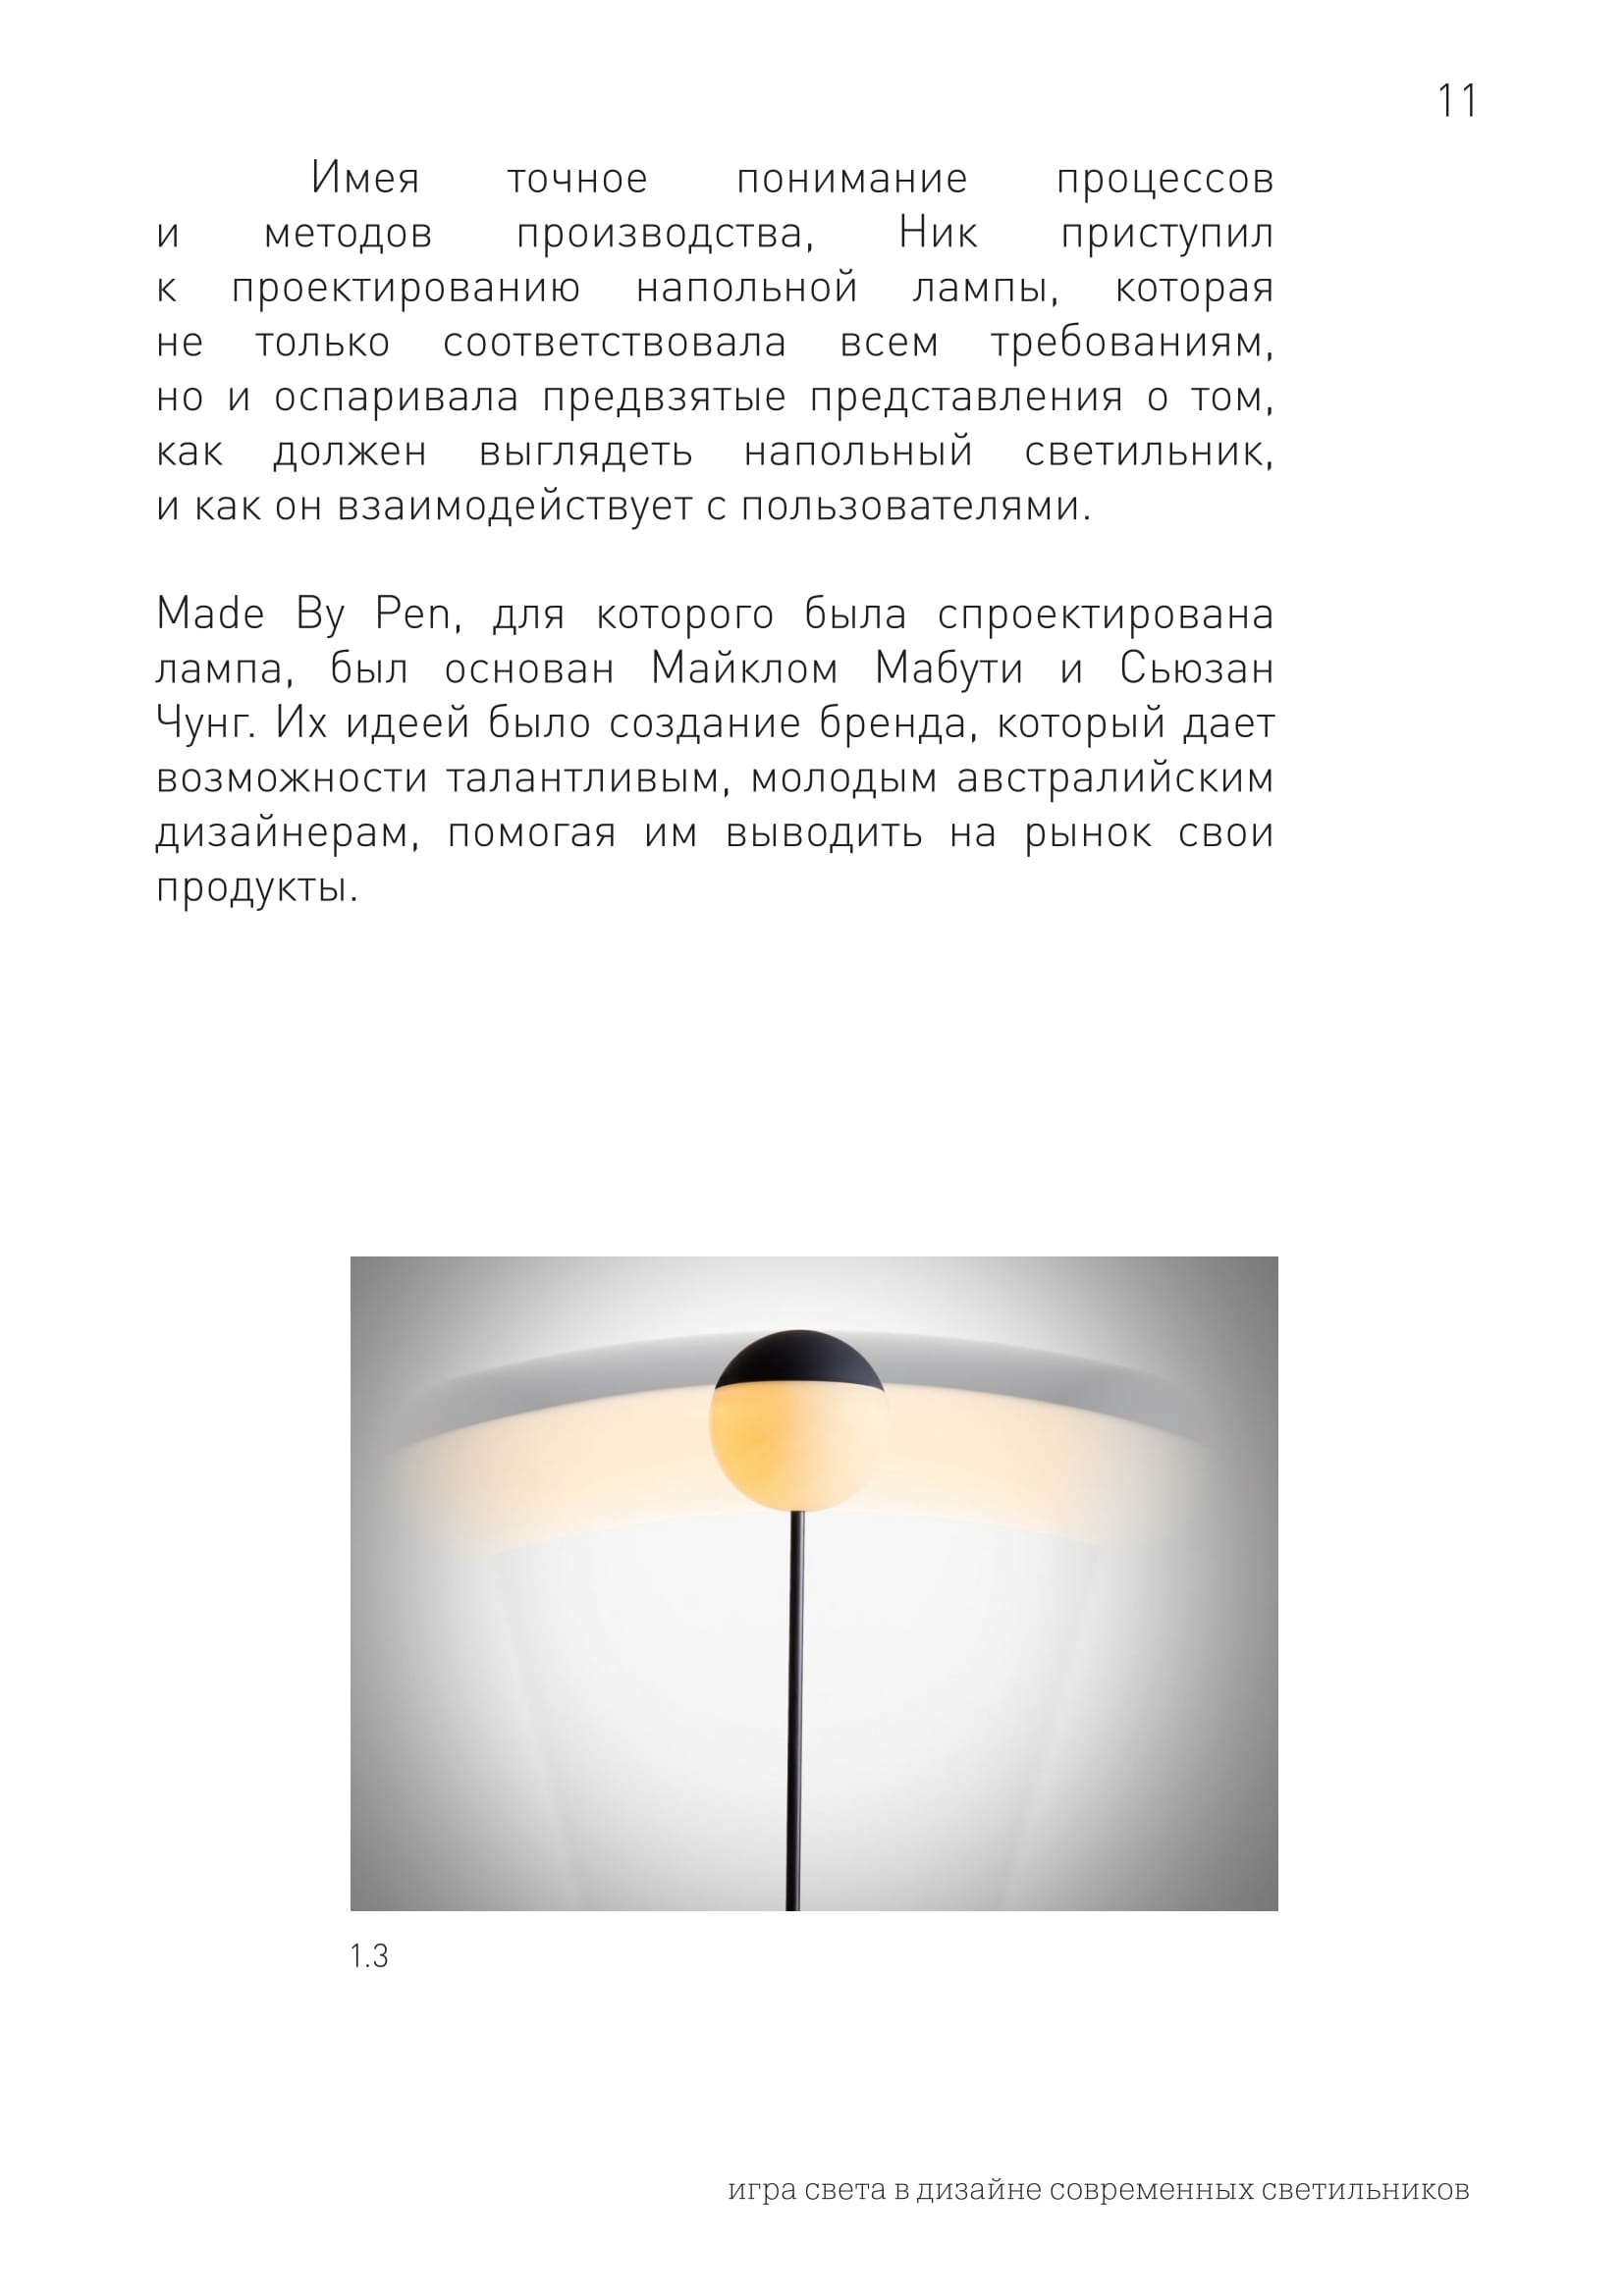 11
Имея точное понимание процессов
и методов производства, Ник приступил
к проектированию напольной лампы, которая
не только соответствовала всем требованиям,
но и оспаривала предвзятые представления о том,
как должен выглядеть напольный светильник,
и как он взаимодействует с пользователями.
Made By Pen, для которого была спроектирована
лампа, был основан Майклом Мабути и Сьюзан
Чунг. Их идеей было создание бренда, который дает
возможности талантливым, молодым австралийским
дизайнерам, помогая им выводить на рынок свои
продукты.
1.3
игра света в дизайне современных светильников